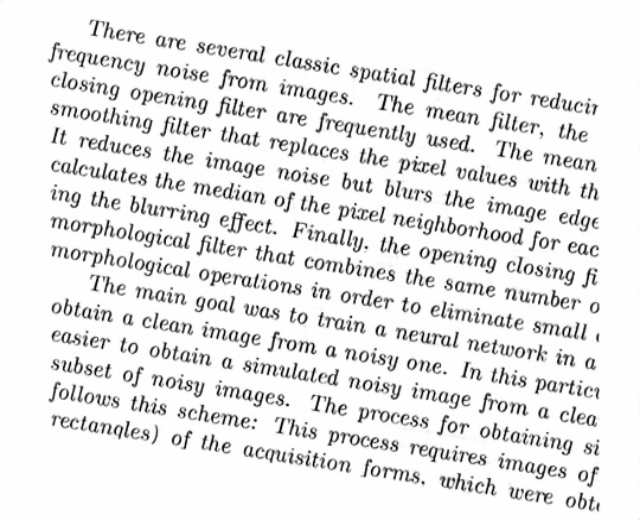 There are several classic spatial filters for reducin
frequency noise from images. The mean filter, the
closing opening filter are frequently used. The mean
smoothing filter that replaces the pixel values with th
It reduces the image noise but blurs the image edge
calculates the median of the pixel neighborhood for eac
ing the blurring effect. Finally, the opening closing fi
morphological filter that combines the same number o
morphological operations in order to eliminate small
The main goal was to train a neural network in a
obtain a clean image from a noisy one. In this particu
easier to obtain a simulated noisy image from a clea
subset of noisy images. The process for obtaining si
follows this scheme: This process requires images of
rectangles) of the acquisition forms, which were obt